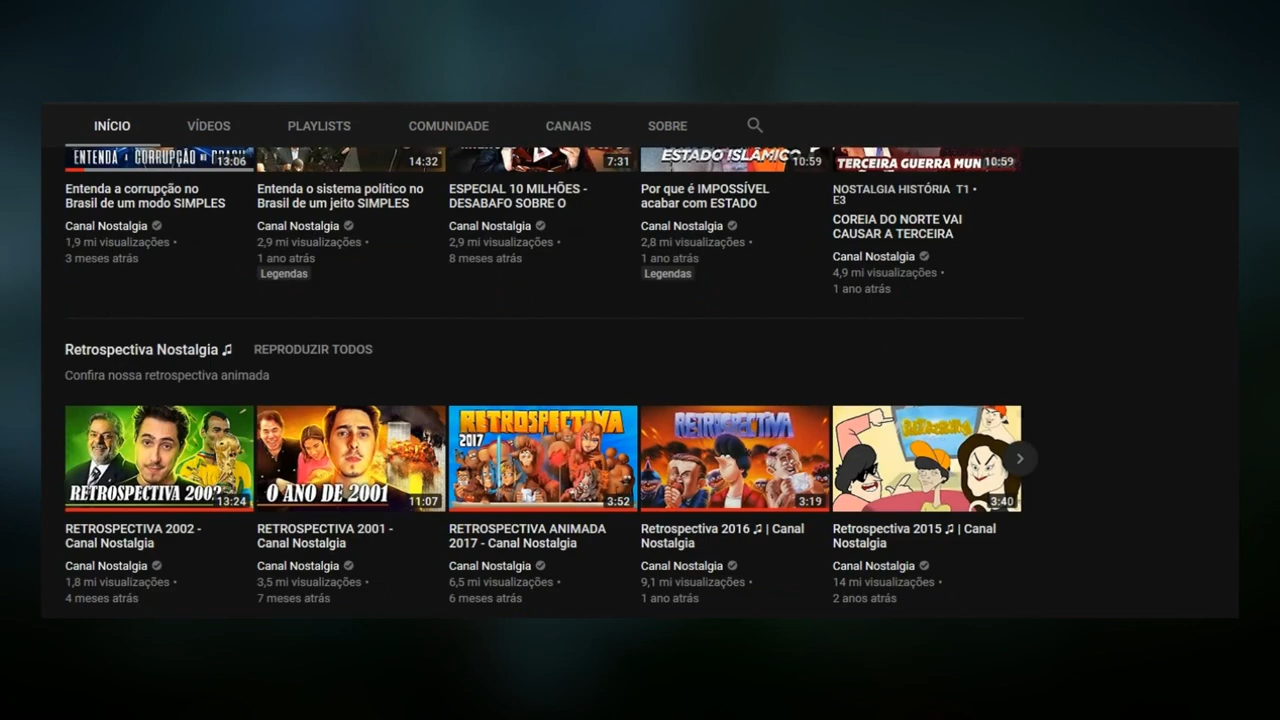 INÍCIO VÍDEOS PLAYLISTS COMUNIDADE CANAIS SOBRE
ENTENDA A CORRUPÇÃO NO BRASIL 13:06
14:32
7:31
ESTADO ISLÂMICO 10:59
TERCEIRA GUERRA MUN 10:59
Entenda a corrupção no
Brasil de um modo SIMPLES
Canal Nostalgia
1,9 mi visualizações •
3 meses atrás
Entenda o sistema político no
Brasil de um jeito SIMPLES
Canal Nostalgia
2,9 mi visualizações •
1 ano atrás
Legendas
ESPECIAL 10 MILHÕES -
DESABAFO SOBRE O
Canal Nostalgia
2,9 mi visualizações •
8 meses atrás
Por que é IMPOSSÍVEL
acabar com ESTADO
Canal Nostalgia
2,8 mi visualizações •
1 ano atrás
Legendas
NOSTALGIA HISTÓRIA T1 •
E3
COREIA DO NORTE VAI
CAUSAR A TERCEIRA
Canal Nostalgia
4,9 mi visualizações •
1 ano atrás
Retrospectiva Nostalgia ♫ REPRODUZIR TODOS
Confira nossa retrospectiva animada
RETROSPECTIVA 2002
13:24
RETROSPECTIVA 2002 -
Canal Nostalgia
Canal Nostalgia
1,8 mi visualizações •
4 meses atrás
O ANO DE 2001
11:07
RETROSPECTIVA 2001 -
Canal Nostalgia
Canal Nostalgia
3,5 mi visualizações •
7 meses atrás
RETROSPECTIVA
2017
3:52
RETROSPECTIVA ANIMADA
2017 - Canal Nostalgia
Canal Nostalgia
6,5 mi visualizações •
6 meses atrás
RETROSPECTIVA
3:19
Retrospectiva 2016 ♫ | Canal
Nostalgia
Canal Nostalgia
9,1 mi visualizações •
1 ano atrás
3:40
Retrospectiva 2015 ♫ | Canal
Nostalgia
Canal Nostalgia
14 mi visualizações •
2 anos atrás